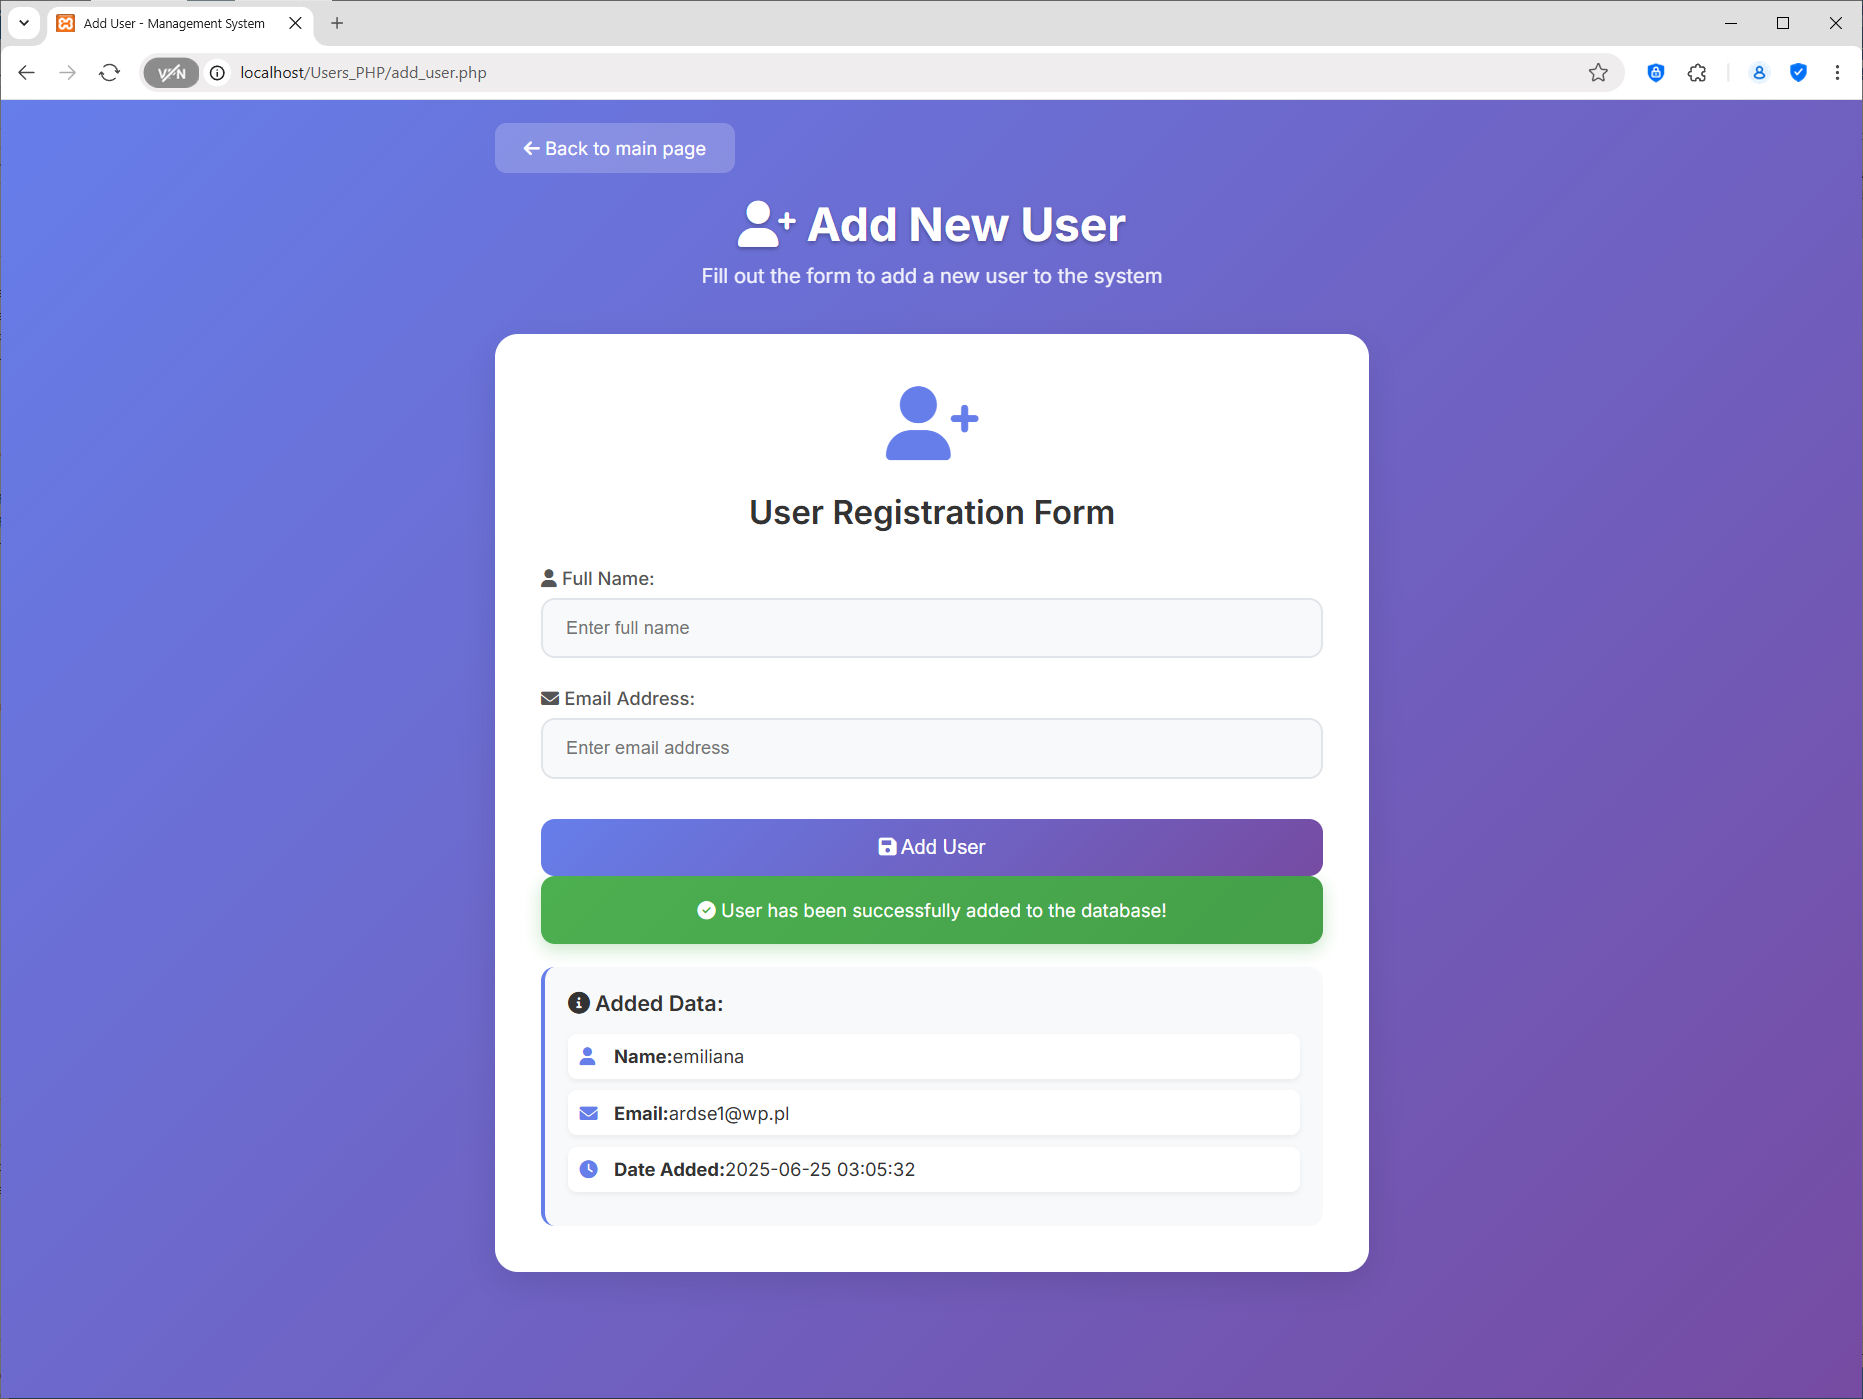 Add User - Management System
VPN
localhost/Users_PHP/add_user.php
Back to main page
Add New User
Fill out the form to add a new user to the system
User Registration Form
Full Name:
Enter full name
Email Address:
Enter email address
Add User
User has been successfully added to the database!
Added Data:
Name:emiliana
Email:ardse1@wp.pl
Date Added:2025-06-25 03:05:32